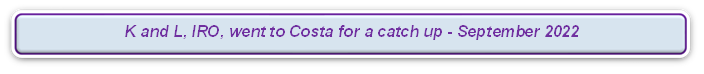 K and L, IRO, went to Costa for a catch up - September 2022